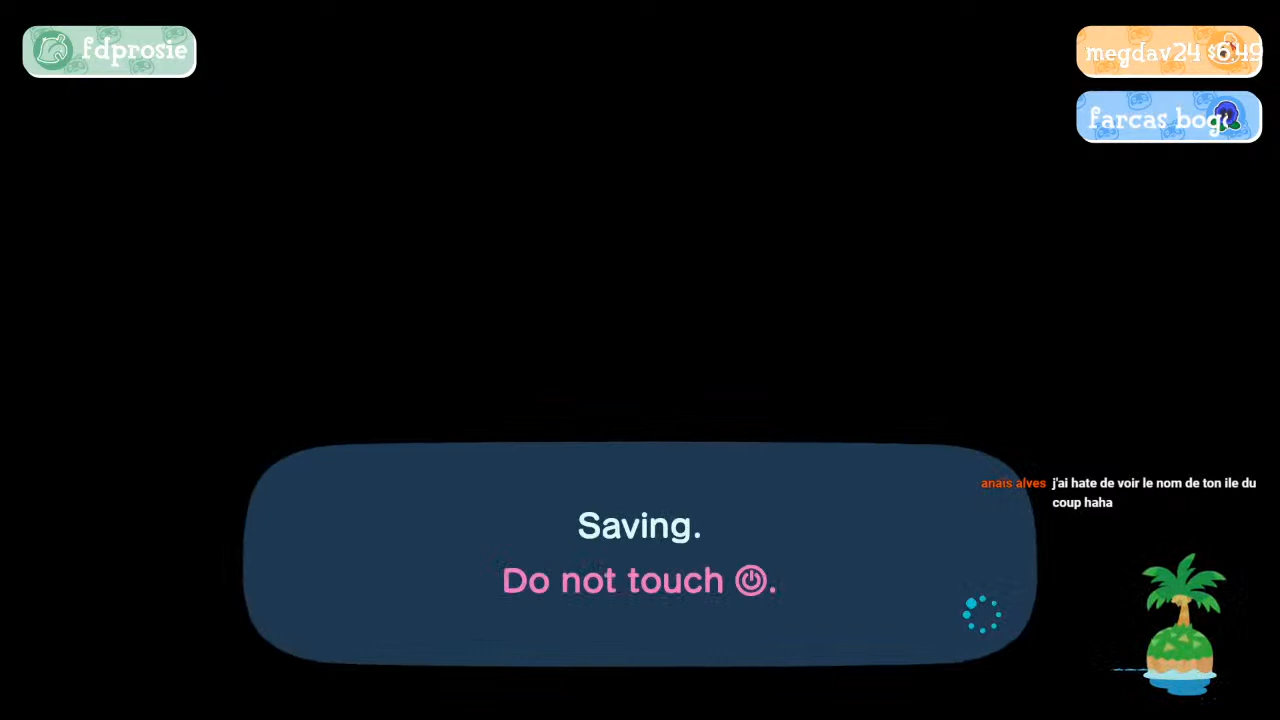 fdprosie
megdav24 $6.49
farcas bog
Saving.
Do not touch
anais alves j'ai hate de voir le nom de ton ile du
coup haha